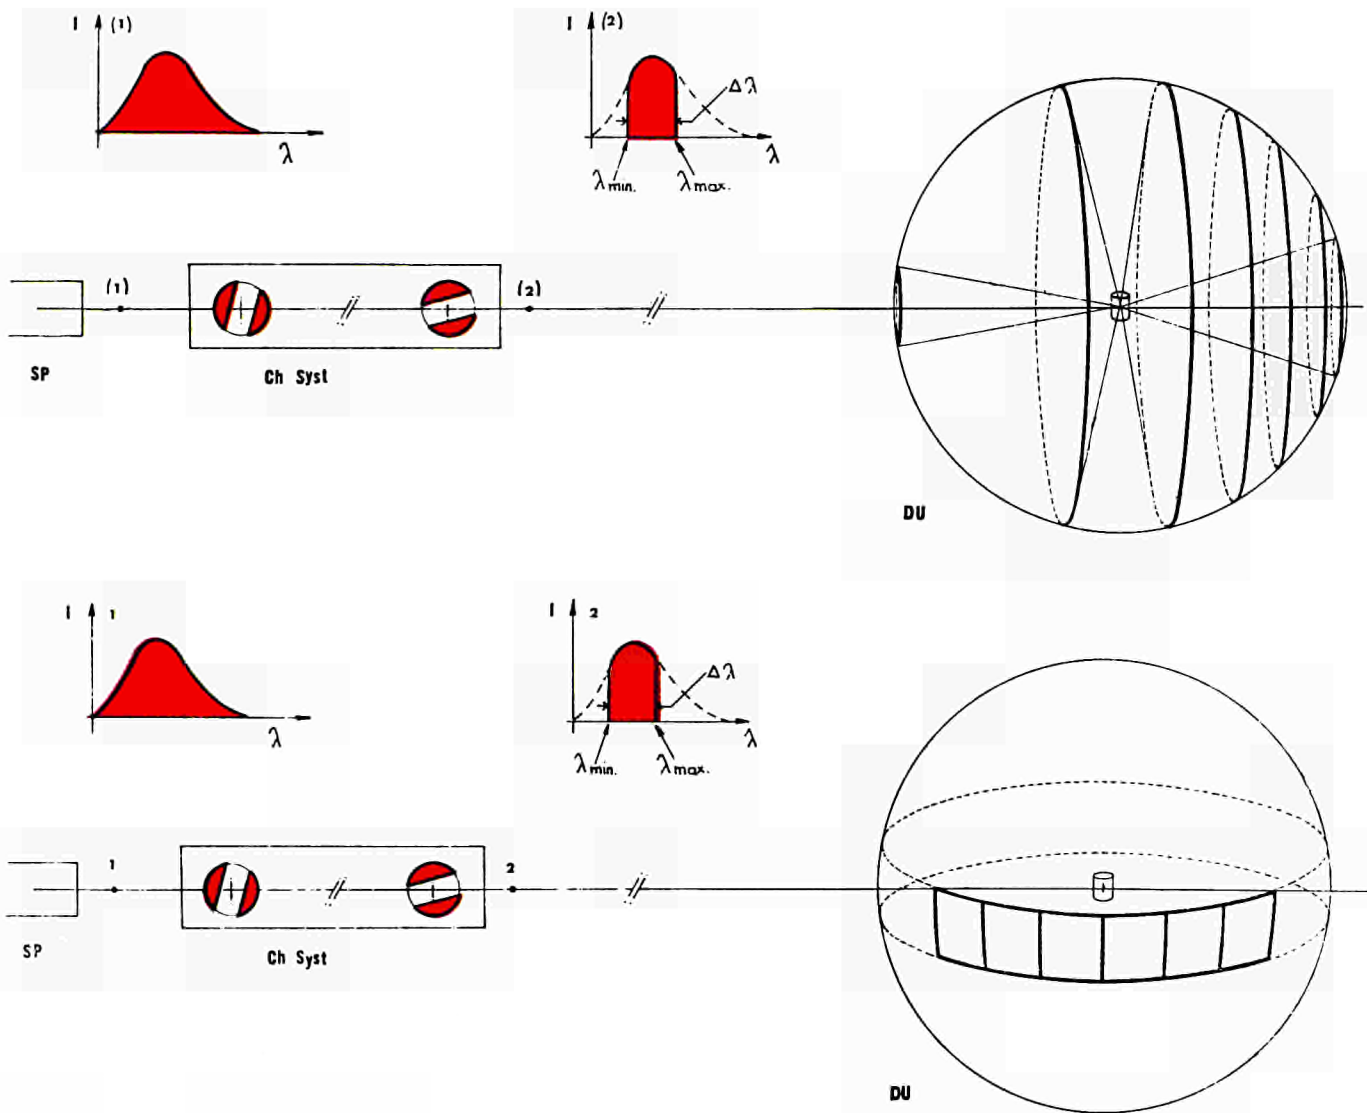 I (1)
λ
I (2)
Δλ
λ
λmin. λmax.
(1) (2)
SP
Ch Syst
DU
I 1
λ
I 2
Δλ
λ
λmin. λmax.
1 2
SP
Ch Syst
DU